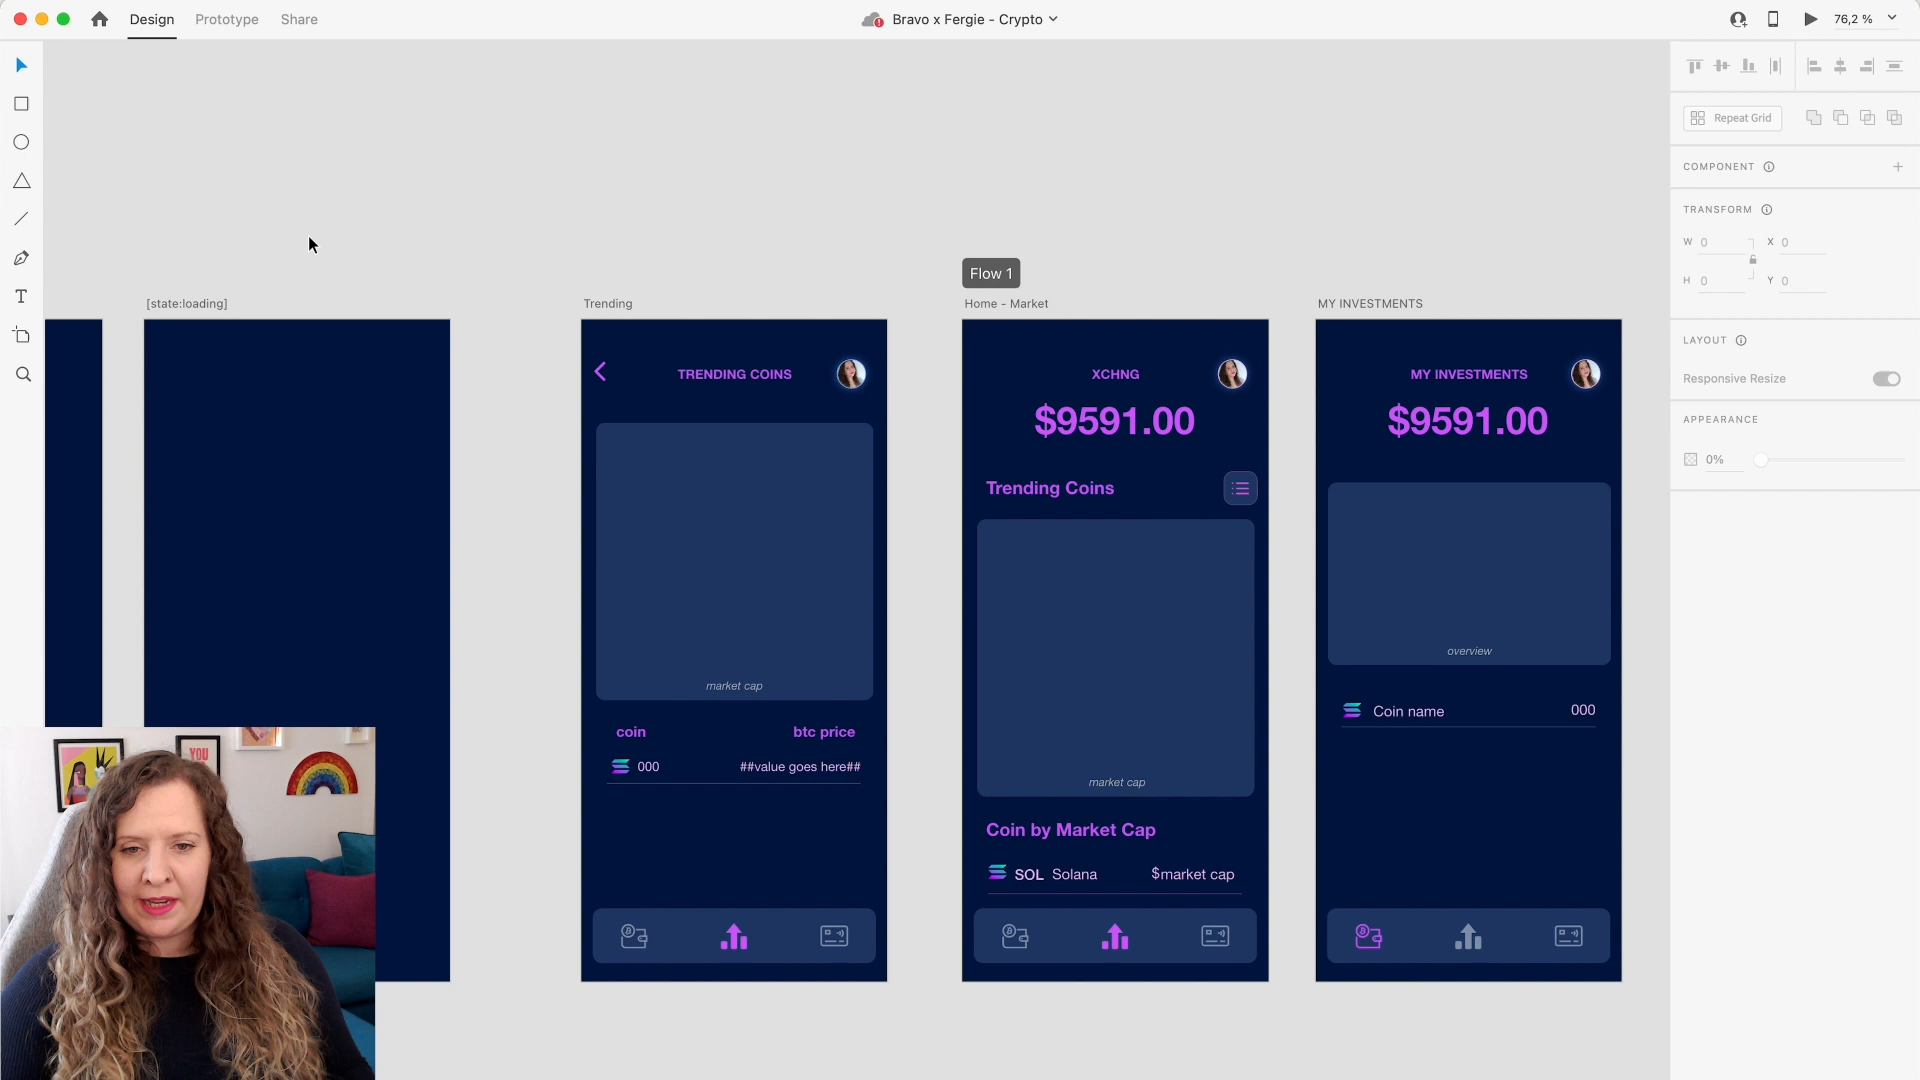 Design
Prototype
Share
Bravo x Fergie - Crypto
76,2 %
Repeat Grid
COMPONENT
TRANSFORM
W 0
X 0
H 0
Y 0
LAYOUT
Responsive Resize
APPEARANCE
0%
T
[state:loading]
Trending
TRENDING COINS
market cap
coin
btc price
000
##value goes here##
Flow 1
Home - Market
XCHNG
$9591.00
Trending Coins
market cap
Coin by Market Cap
SOL Solana
$market cap
MY INVESTMENTS
MY INVESTMENTS
$9591.00
overview
Coin name
000
YOU